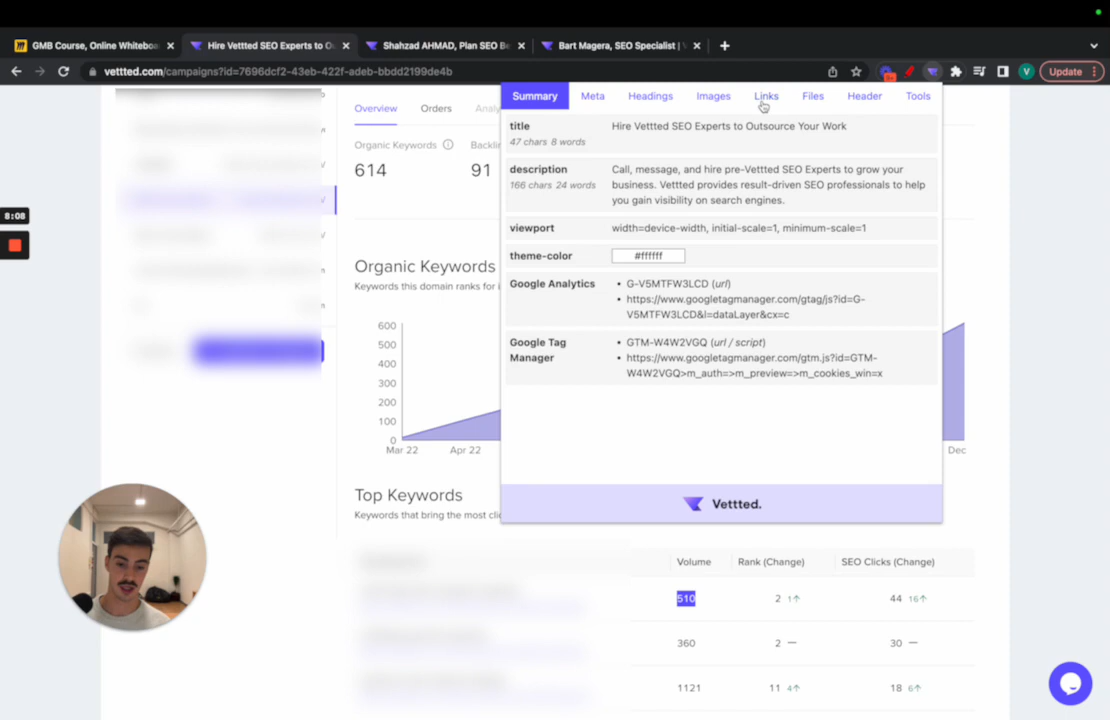 GMB Course, Online Whiteboa
Hire Vettted SEO Experts to O
Shahzad AHMAD, Plan SEO Be
Bart Magera, SEO Specialist |
vettted.com/campaigns?id=7696dcf2-43eb-422f-adeb-bbdd2199de4b
V
Update
Overview
Orders
Analy
Organic Keywords
Backlin
614
91
Summary
Meta
Headings
Images
Links
Files
Header
Tools
title
47 chars 8 words
Hire Vettted SEO Experts to Outsource Your Work
description
166 chars 24 words
Call, message, and hire pre-Vettted SEO Experts to grow your
business. Vettted provides result-driven SEO professionals to help
you gain visibility on search engines.
viewport
width=device-width, initial-scale=1, minimum-scale=1
theme-color
#ffffff
Google Analytics
• G-V5MTFW3LCD (url)
• https://www.googletagmanager.com/gtag/js?id=G-
V5MTFW3LCD&l=dataLayer&cx=c
Google Tag
Manager
• GTM-W4W2VGQ (url / script)
• https://www.googletagmanager.com/gtm.js?id=GTM-
W4W2VGQ>m_auth=>m_preview=>m_cookies_win=x
Vettted.
8:08
Organic Keywords
Keywords this domain ranks for i
600
500
400
300
200
100
0
Mar 22
Apr 22
Dec
Top Keywords
Keywords that bring the most clic
Volume
Rank (Change)
SEO Clicks (Change)
510
2 1↑
44 16↑
360
2 —
30 —
1121
11 4↑
18 6↑